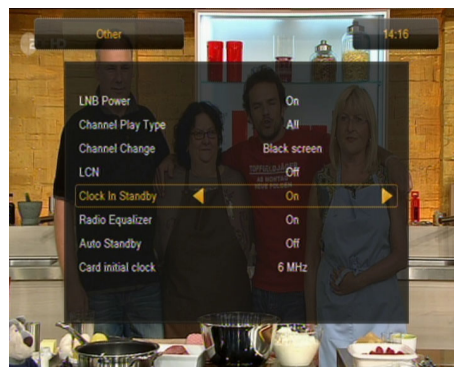 Other
14:16
LNB Power On
Channel Play Type All
Channel Change Black screen
LCN Off
Clock In Standby On
Radio Equalizer On
Auto Standby Off
Card initial clock 6 MHz